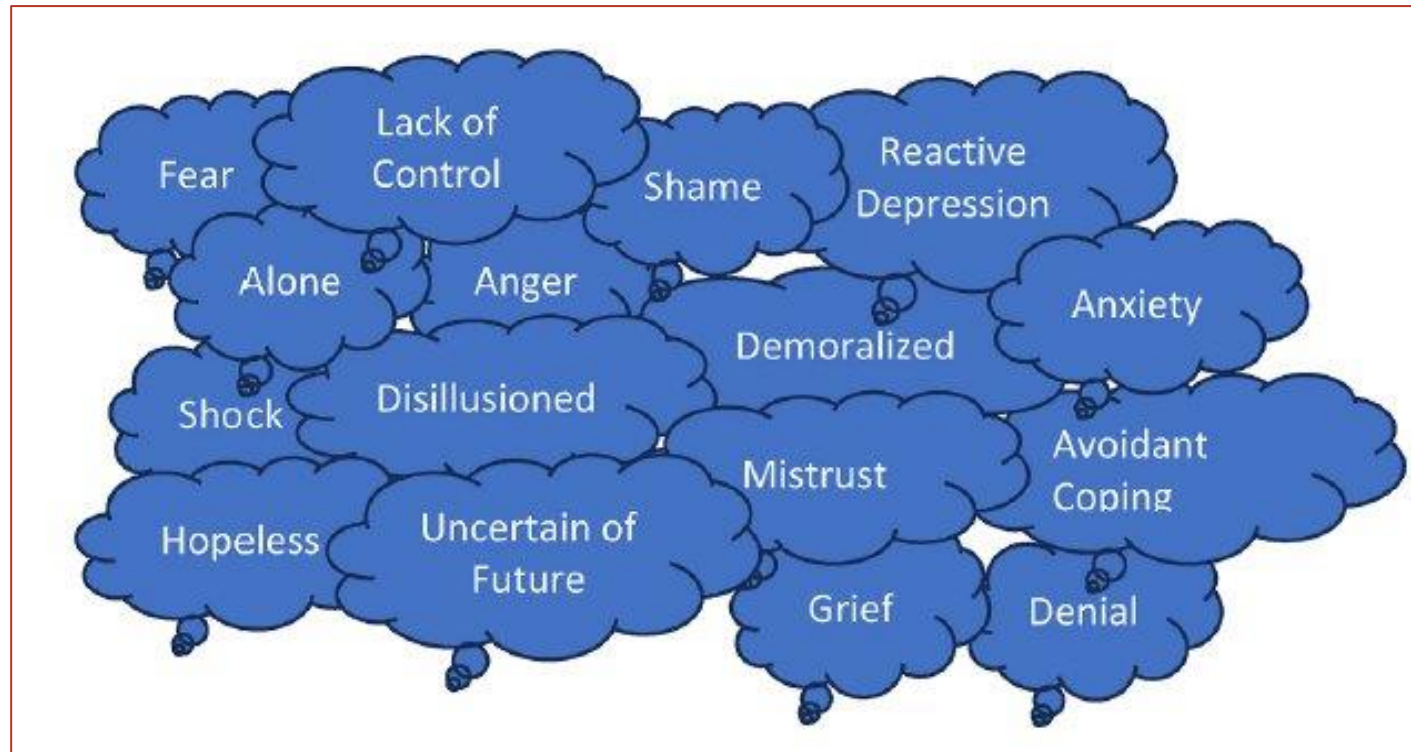 Fear
Lack of
Control
Shame
Reactive
Depression
Alone
Anger
Anxiety
Demoralized
Shock
Disillusioned
Mistrust
Avoidant
Coping
Hopeless
Uncertain of
Future
Grief
Denial